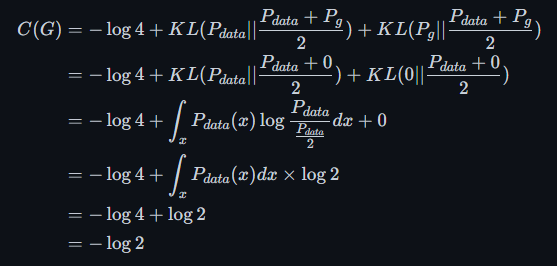 C(G) = − log 4 + KL(P_data||(P_data + P_g)/2) + KL(P_g||(P_data + P_g)/2)
= − log 4 + KL(P_data||(P_data + 0)/2) + KL(0||(P_data + 0)/2)
= − log 4 + ∫_x P_data(x) log P_data/(P_data/2) dx + 0
= − log 4 + ∫_x P_data(x)dx × log 2
= − log 4 + log 2
= − log 2